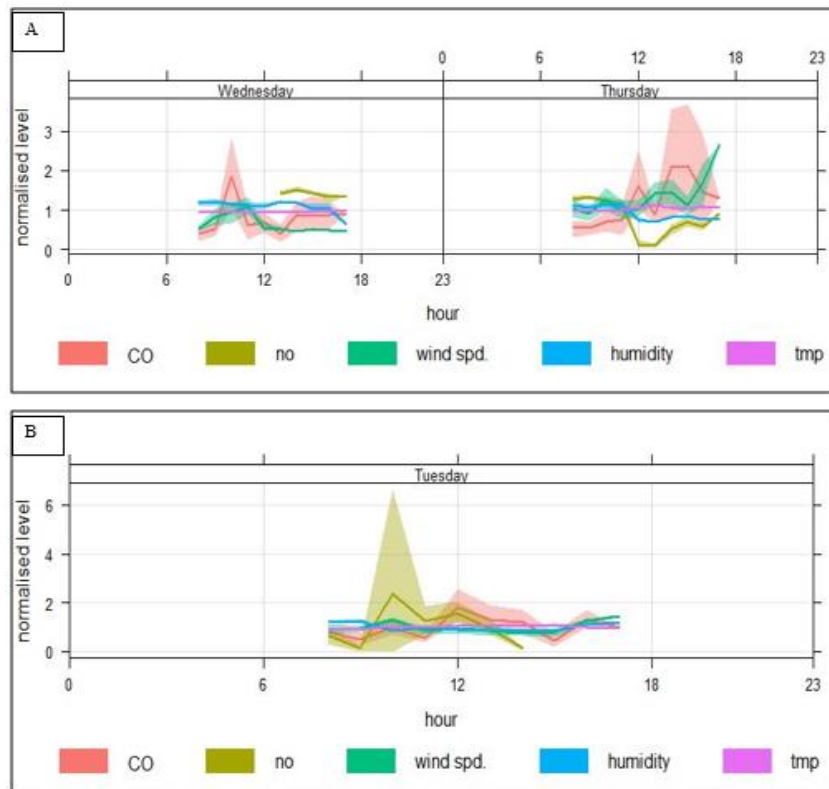 A
0 6 12 18 23
Wednesday Thursday
normalised level
3
2
1
0
0 6 12 18 23
hour
CO no wind spd. humidity tmp
B
Tuesday
normalised level
6
4
2
0
0 6 12 18 23
hour
CO no wind spd. humidity tmp